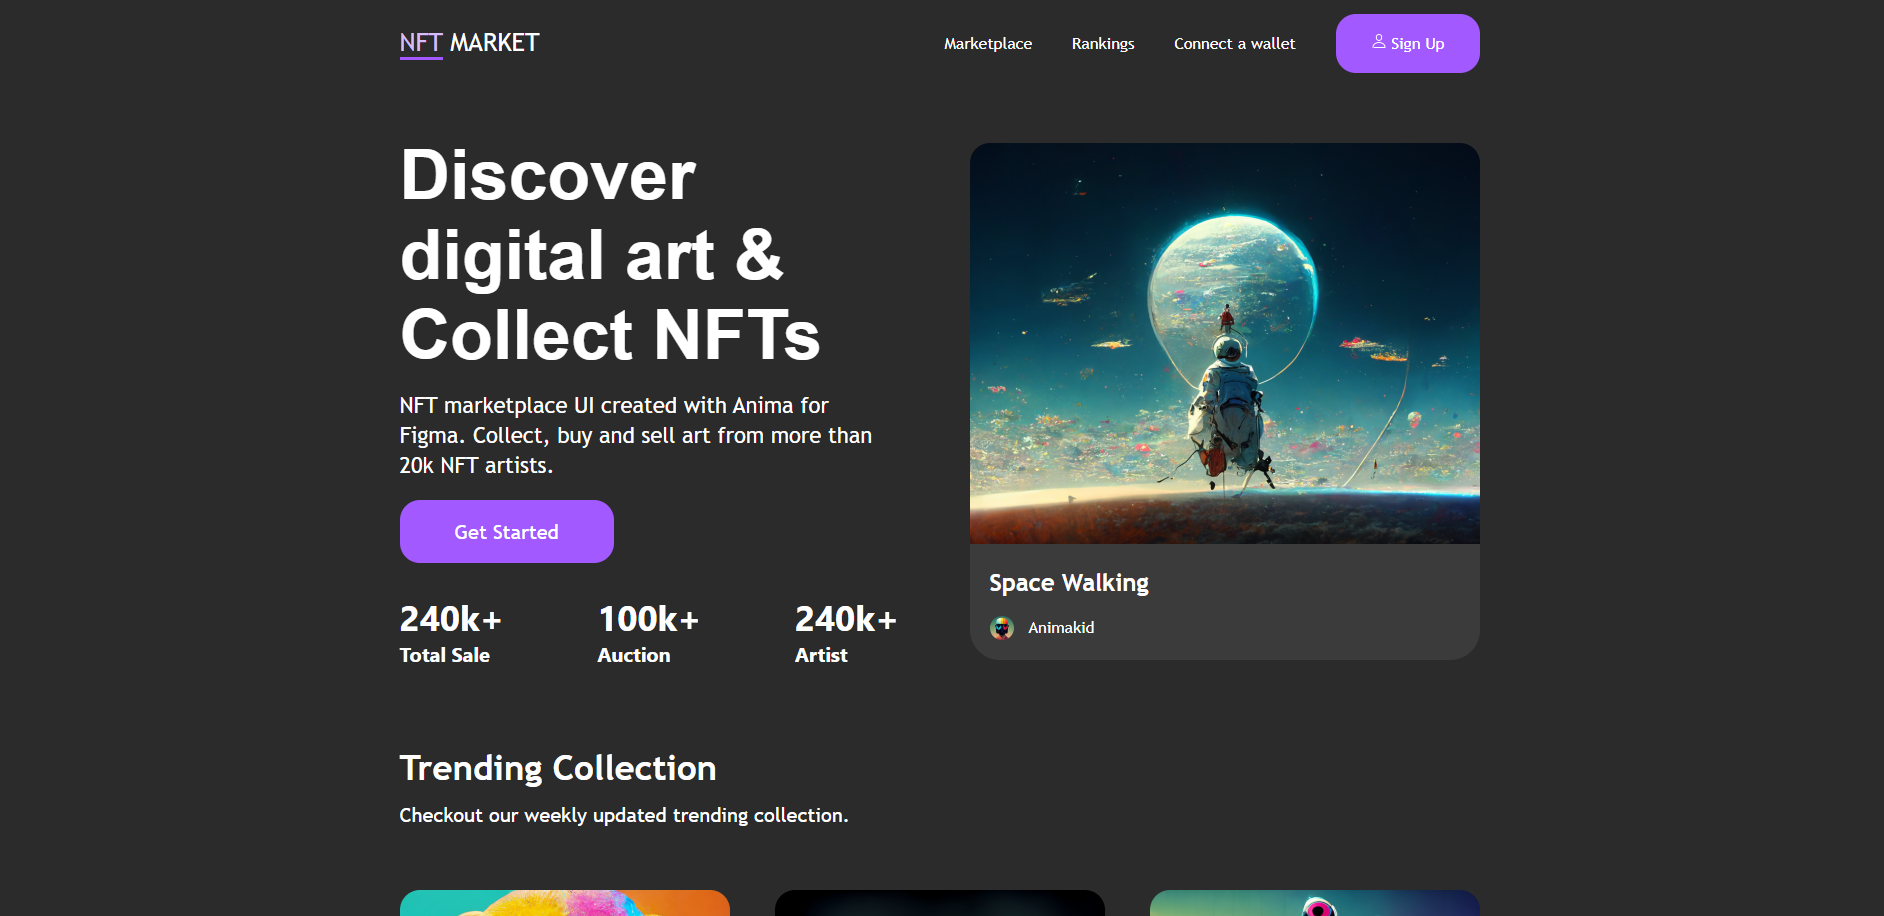 NFT MARKET
Marketplace
Rankings
Connect a wallet
Sign Up
Discover
digital art &
Collect NFTs
NFT marketplace UI created with Anima for
Figma. Collect, buy and sell art from more than
20k NFT artists.
Get Started
240k+
Total Sale
100k+
Auction
240k+
Artist
Space Walking
Animakid
Trending Collection
Checkout our weekly updated trending collection.